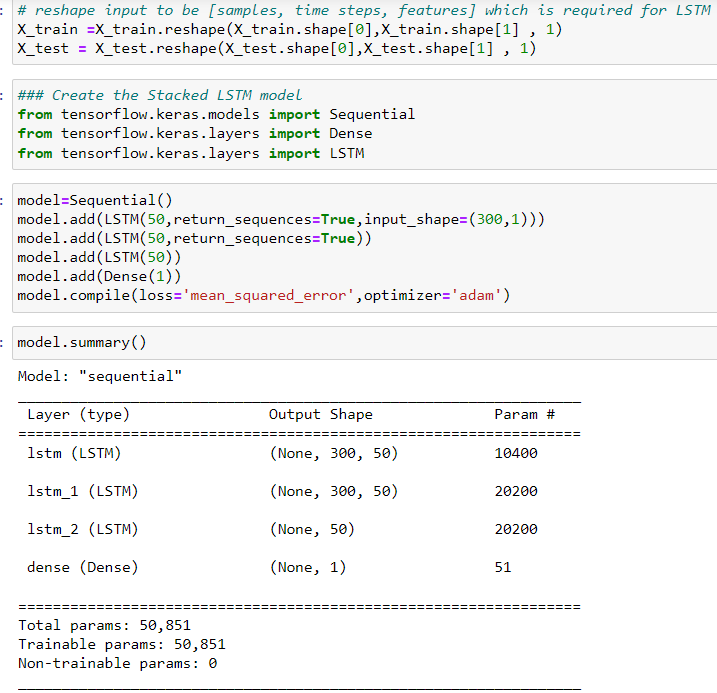 : # reshape input to be [samples, time steps, features] which is required for LSTM
X_train =X_train.reshape(X_train.shape[0],X_train.shape[1] , 1)
X_test = X_test.reshape(X_test.shape[0],X_test.shape[1] , 1)
: ### Create the Stacked LSTM model
from tensorflow.keras.models import Sequential
from tensorflow.keras.layers import Dense
from tensorflow.keras.layers import LSTM
: model=Sequential()
model.add(LSTM(50,return_sequences=True,input_shape=(300,1)))
model.add(LSTM(50,return_sequences=True))
model.add(LSTM(50))
model.add(Dense(1))
model.compile(loss='mean_squared_error',optimizer='adam')
: model.summary()
Model: "sequential"
_________________________________________________________________
Layer (type) Output Shape Param #
=================================================================
lstm (LSTM) (None, 300, 50) 10400
lstm_1 (LSTM) (None, 300, 50) 20200
lstm_2 (LSTM) (None, 50) 20200
dense (Dense) (None, 1) 51
=================================================================
Total params: 50,851
Trainable params: 50,851
Non-trainable params: 0
_________________________________________________________________